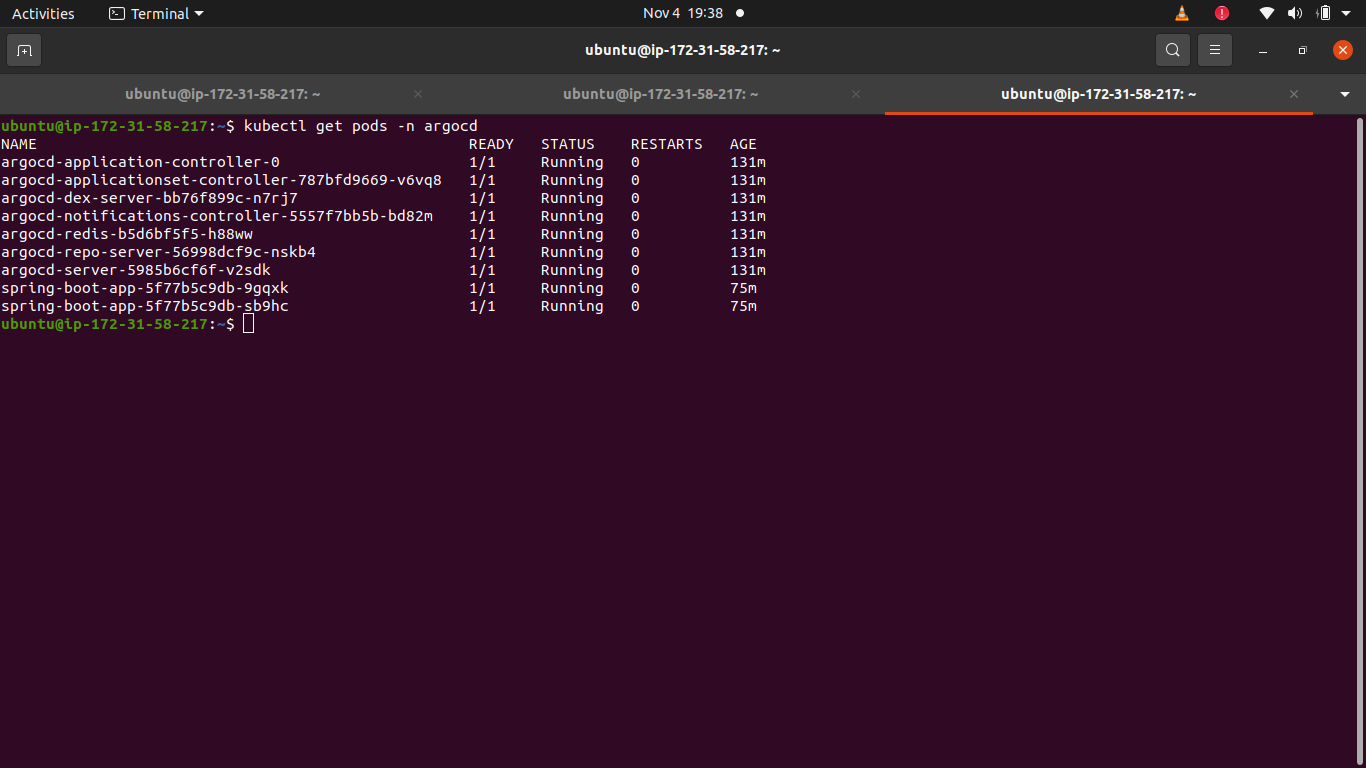 Activities Terminal Nov 4 19:38
ubuntu@ip-172-31-58-217: ~
ubuntu@ip-172-31-58-217: ~ ubuntu@ip-172-31-58-217: ~ ubuntu@ip-172-31-58-217: ~
ubuntu@ip-172-31-58-217:~$ kubectl get pods -n argocd
NAME READY STATUS RESTARTS AGE
argocd-application-controller-0 1/1 Running 0 131m
argocd-applicationset-controller-787bfd9669-v6vq8 1/1 Running 0 131m
argocd-dex-server-bb76f899c-n7rj7 1/1 Running 0 131m
argocd-notifications-controller-5557f7bb5b-bd82m 1/1 Running 0 131m
argocd-redis-b5d6bf5f5-h88ww 1/1 Running 0 131m
argocd-repo-server-56998dcf9c-nskb4 1/1 Running 0 131m
argocd-server-5985b6cf6f-v2sdk 1/1 Running 0 131m
spring-boot-app-5f77b5c9db-9gqxk 1/1 Running 0 75m
spring-boot-app-5f77b5c9db-sb9hc 1/1 Running 0 75m
ubuntu@ip-172-31-58-217:~$